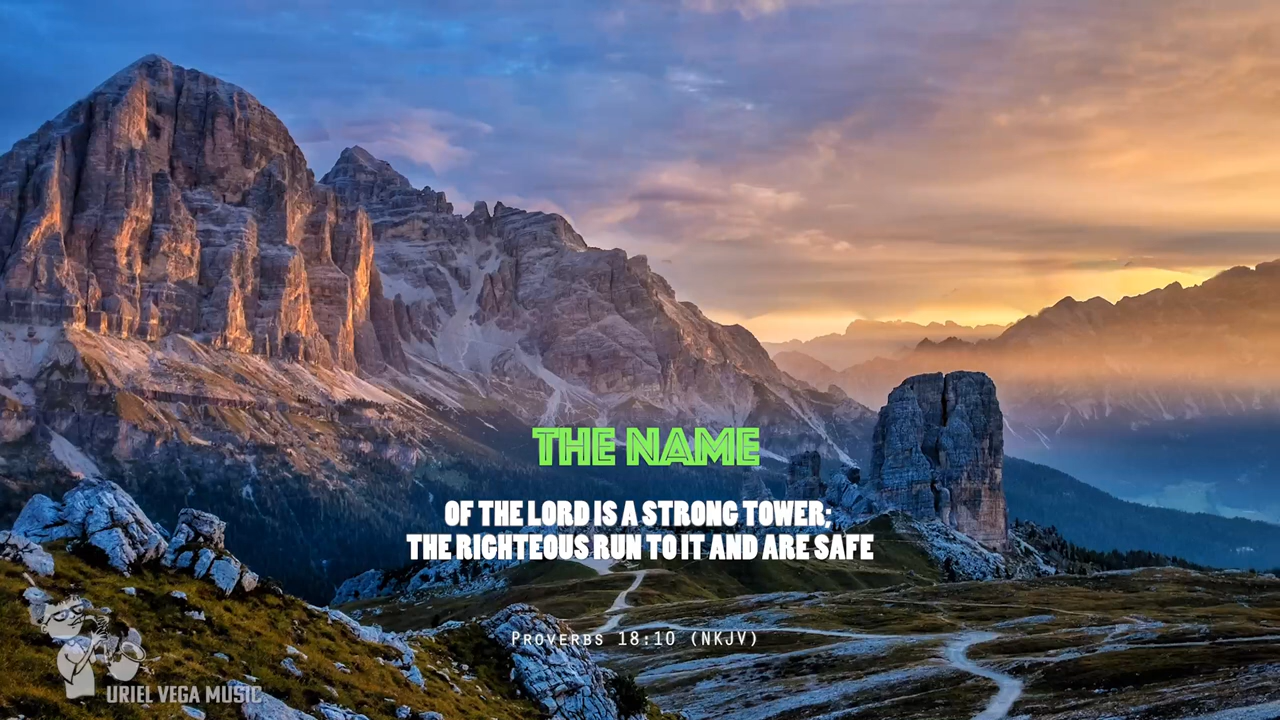 THE NAME
OF THE LORD IS A STRONG TOWER;
THE RIGHTEOUS RUN TO IT AND ARE SAFE
Proverbs 18:10 (NKJV)
URIEL VEGA MUSIC